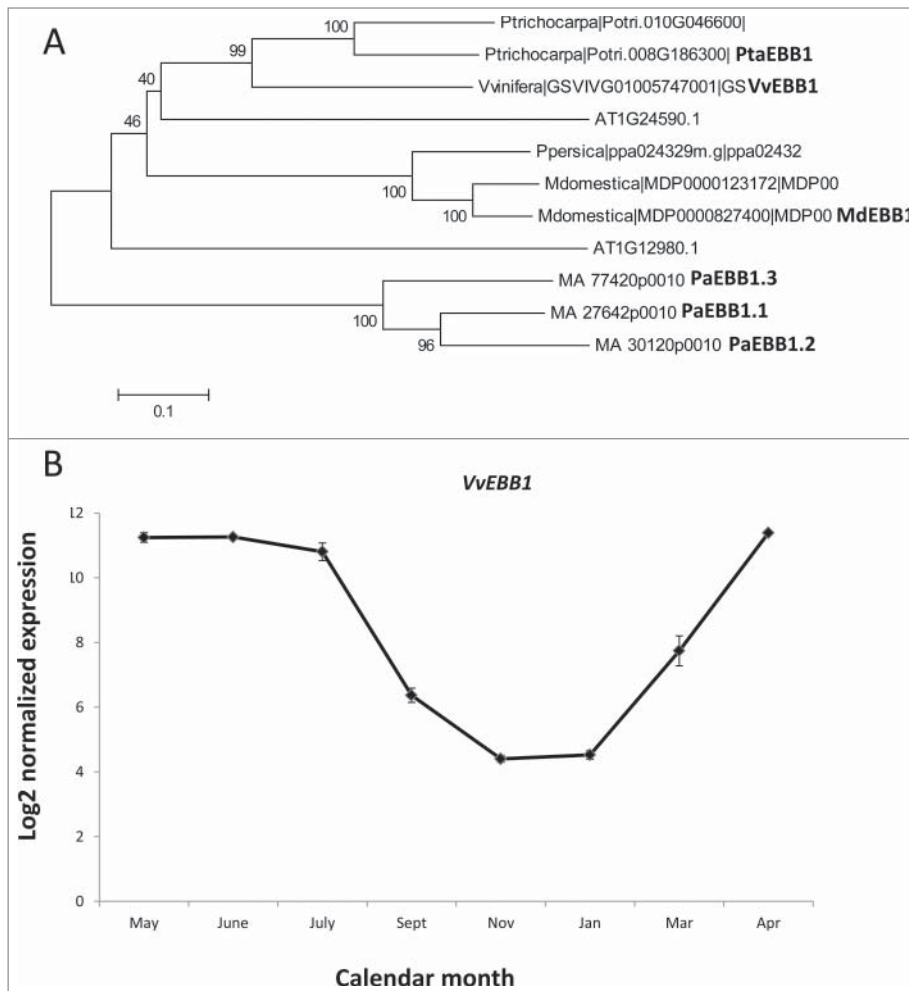 A
Ptrichocarpa|Potri.010G046600|
100
Ptrichocarpa|Potri.008G186300| PtaEBB1
99
Vvinifera|GSVIVG01005747001|GS VvEBB1
40
AT1G24590.1
46
Ppersica|ppa024329m.g|ppa02432
100
Mdomestica|MDP0000123172|MDP00
100
Mdomestica|MDP0000827400|MDP00 MdEBB1
AT1G12980.1
MA 77420p0010 PaEBB1.3
100
MA 27642p0010 PaEBB1.1
96
MA 30120p0010 PaEBB1.2
0.1
B
VvEBB1
Log2 normalized expression
12
10
8
6
4
2
0
May June July Sept Nov Jan Mar Apr
Calendar month